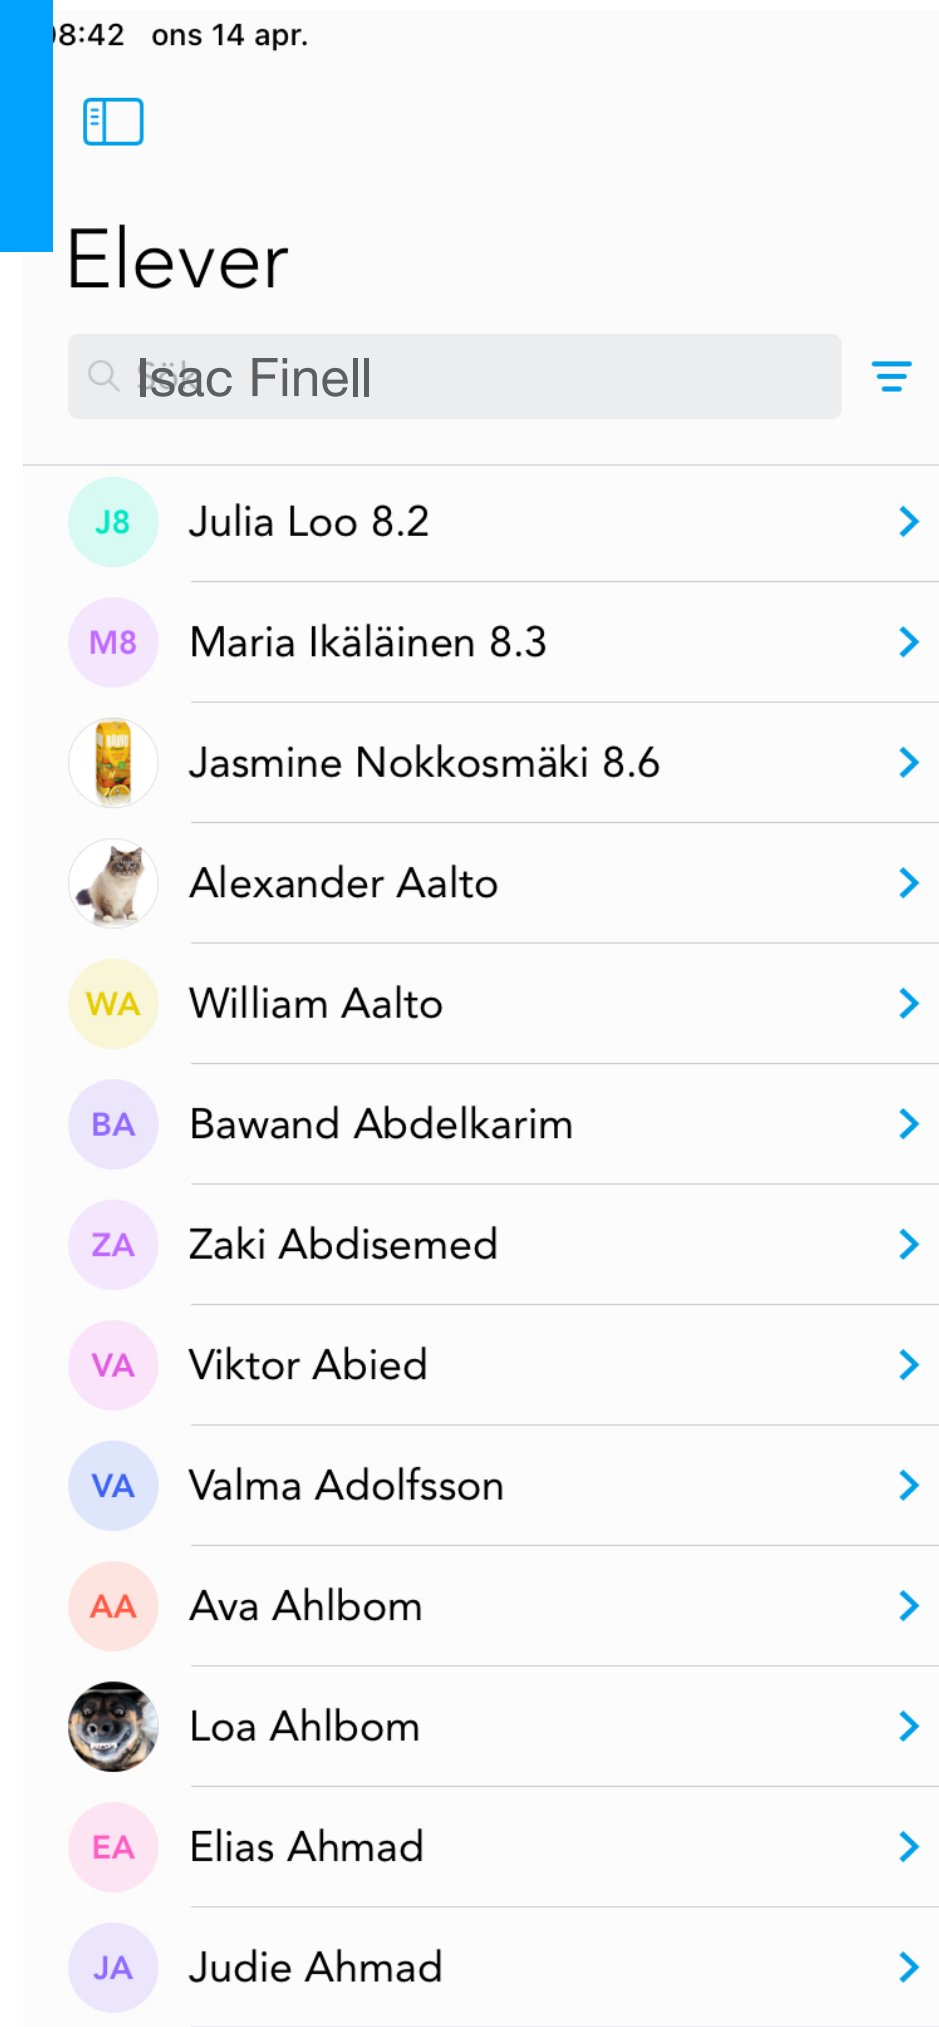 8:42 ons 14 apr.
Elever
Isac Finell
J8 Julia Loo 8.2
M8 Maria Ikäläinen 8.3
BRAVO
Jasmine Nokkosmäki 8.6
Alexander Aalto
WA William Aalto
BA Bawand Abdelkarim
ZA Zaki Abdisemed
VA Viktor Abied
VA Valma Adolfsson
AA Ava Ahlbom
Loa Ahlbom
EA Elias Ahmad
JA Judie Ahmad